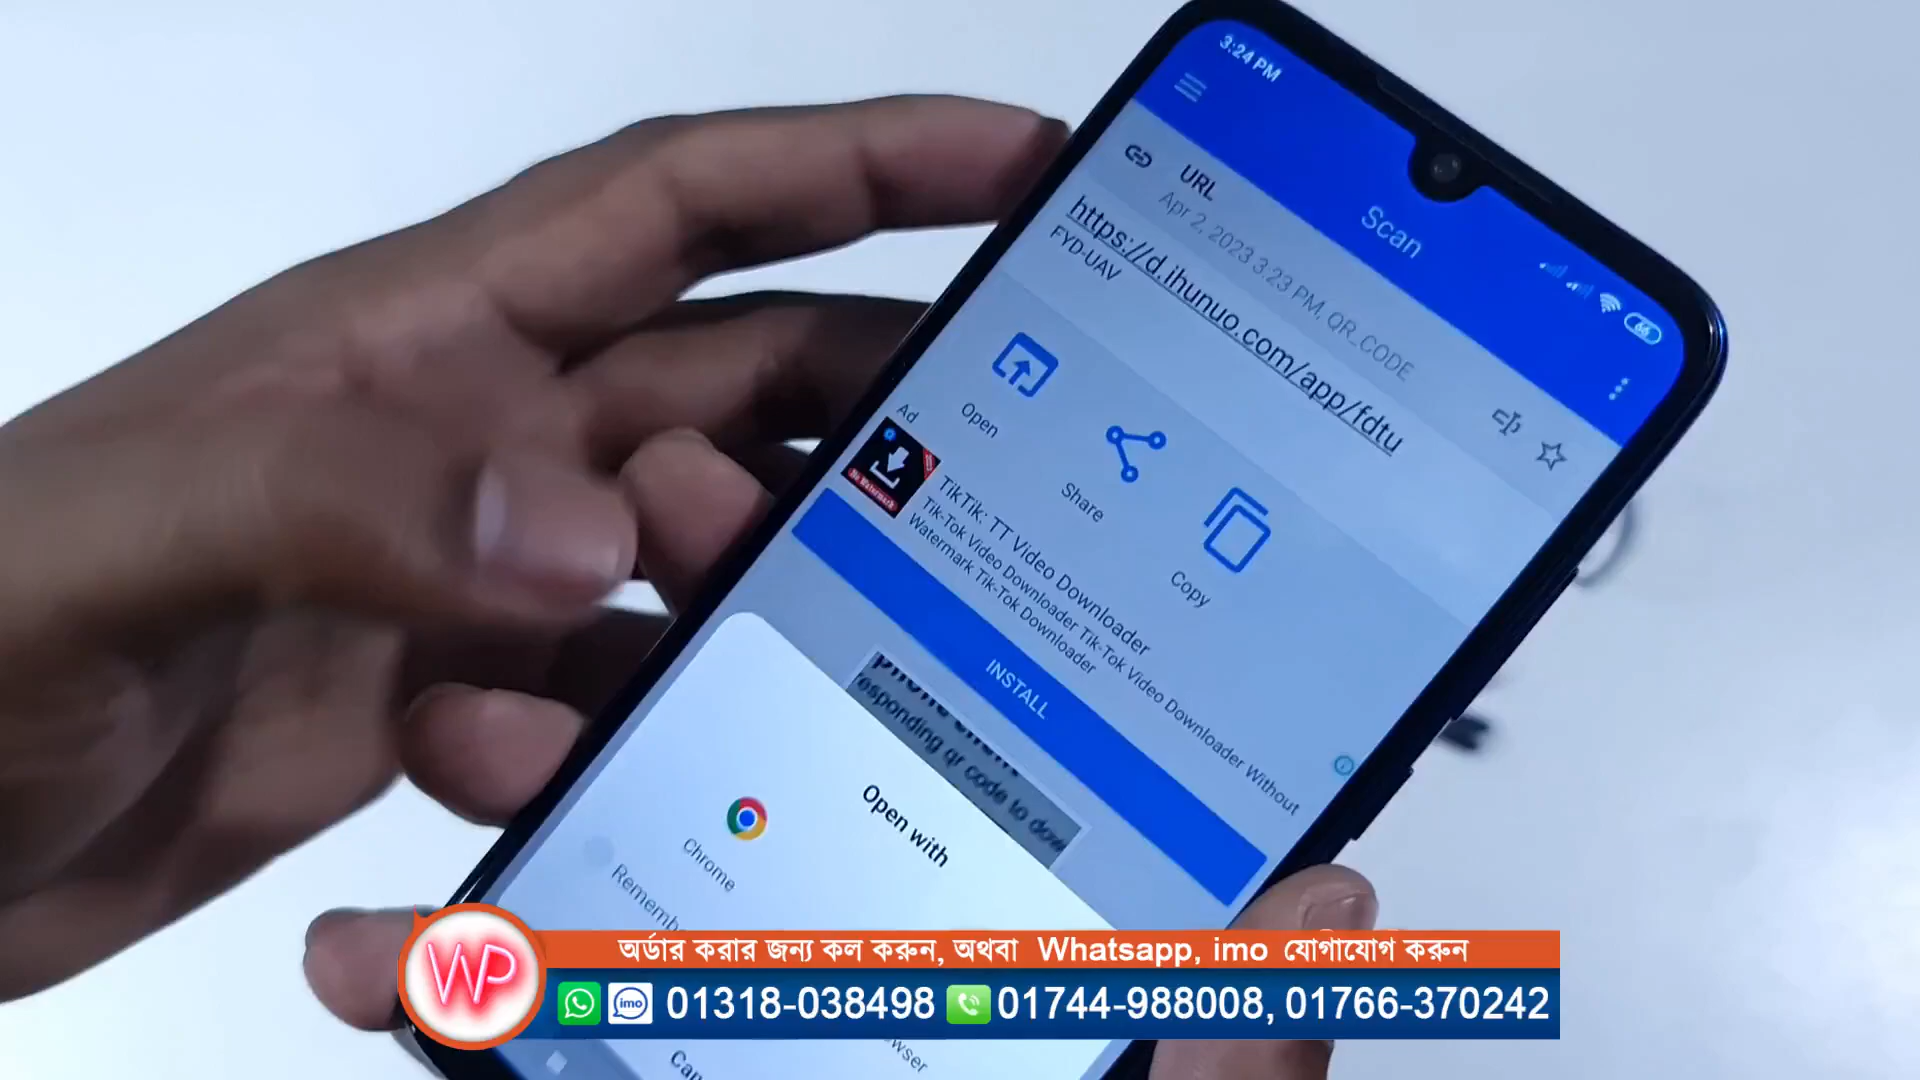 3:24 PM
66
Scan
URL
Apr 2, 2023 3:23 PM, QR_CODE
https://d.ihunuo.com/app/fdtu
FYD-UAV
Open
Share
Copy
Ad
No Watermark
TikTik: TT Video Downloader
Tik-Tok Video Downloader Tik-Tok Video Downloader Without
Watermark Tik-Tok Downloader
INSTALL
responding qr code to
Open with
Chrome
অর্ডার করার জন্য কল করুন, অথবা Whatsapp, imo যোগাযোগ করুন
WP
imo
01318-038498
01744-988008, 01766-370242